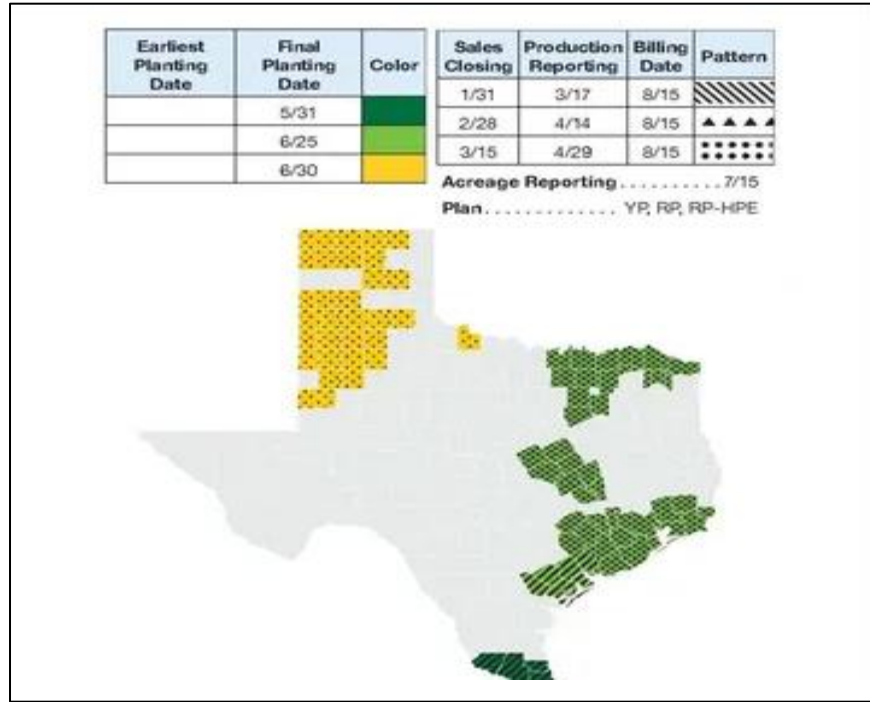 Earliest Planting Date
Final Planting Date
Color
5/31
6/25
6/30
Sales Closing
Production Reporting
Billing Date
Pattern
1/31 3/17 8/15
2/28 4/14 8/15
3/15 4/29 8/15
Acreage Reporting . . . . . . . . . . 7/15
Plan . . . . . . . . . . . . . YP, RP, RP-HPE